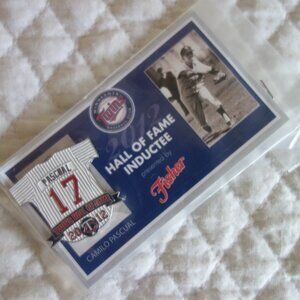 Twins
2012
HALL OF FAME
INDUCTEE
presented by
Fisher
PASCUAL
17
CAMILO PASCUAL